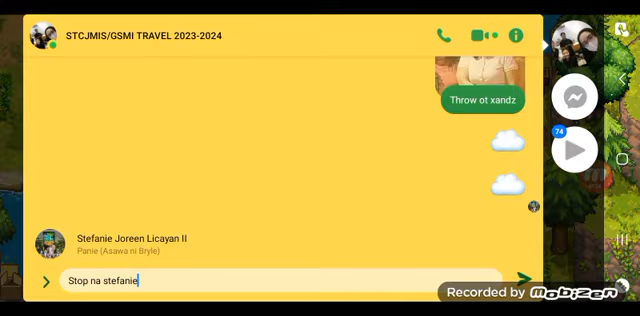 STCJMIS/GSMI TRAVEL 2023-2024
Throw ot xandz
74
Stefanie Joreen Licayan II
Panie (Asawa ni Bryle)
Stop na stefanie
Recorded by MOBIZEN